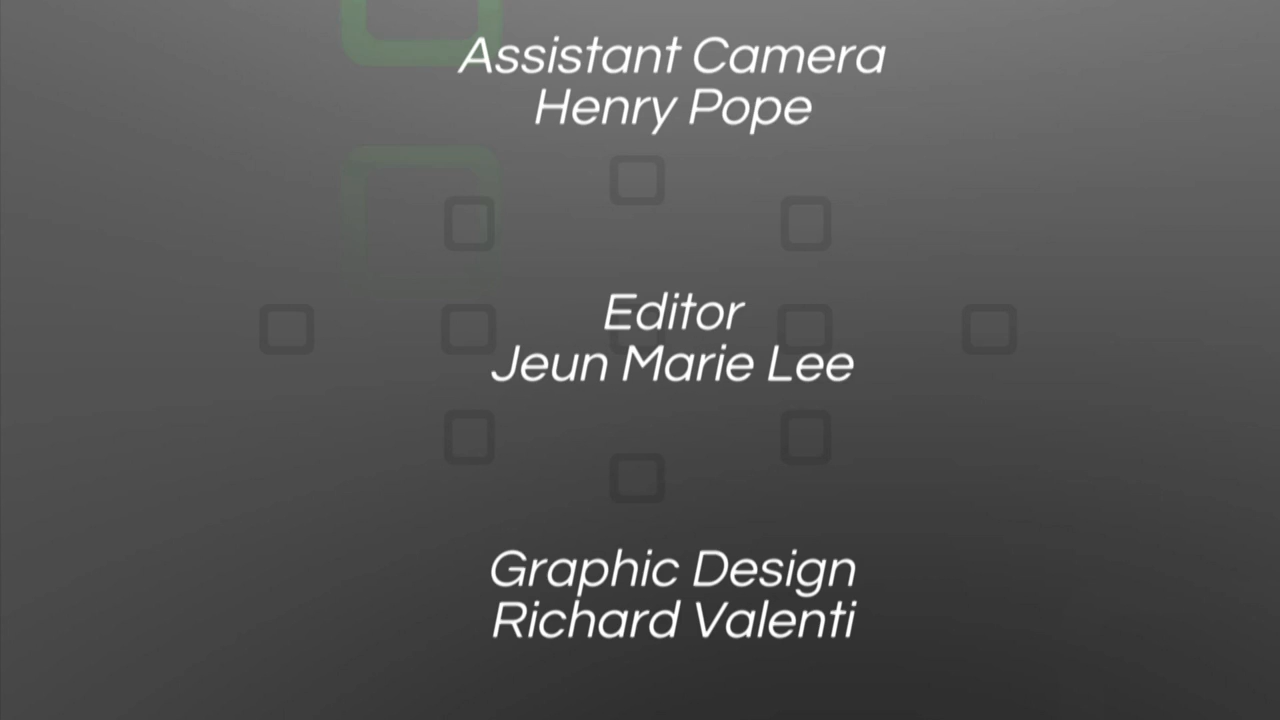 Assistant Camera
Henry Pope
Editor
Jeun Marie Lee
Graphic Design
Richard Valenti